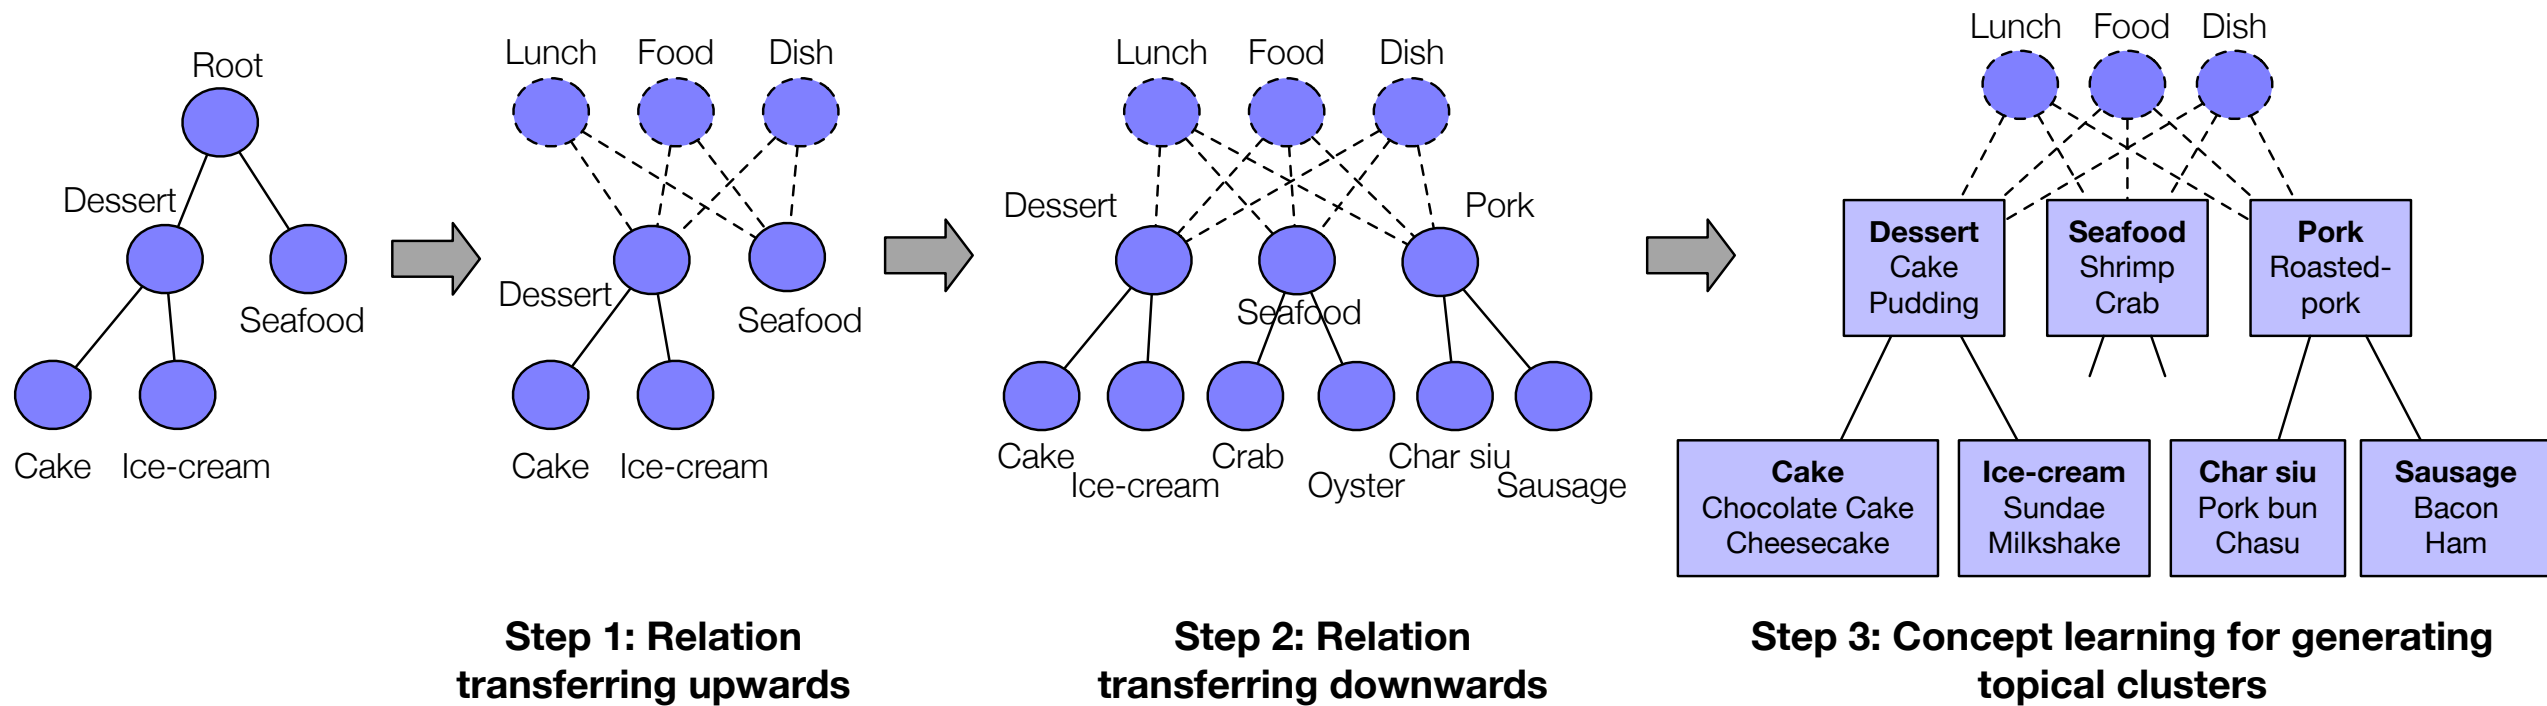 Root
Dessert
Seafood
Cake
Ice-cream
Lunch
Food
Dish
Dessert
Seafood
Cake
Ice-cream
Step 1: Relation
transferring upwards
Lunch
Food
Dish
Dessert
Pork
Seafood
Cake
Ice-cream
Crab
Oyster
Char siu
Sausage
Step 2: Relation
transferring downwards
Lunch
Food
Dish
Dessert
Cake
Pudding
Seafood
Shrimp
Crab
Pork
Roasted-
pork
Cake
Chocolate Cake
Cheesecake
Ice-cream
Sundae
Milkshake
Char siu
Pork bun
Chasu
Sausage
Bacon
Ham
Step 3: Concept learning for generating
topical clusters